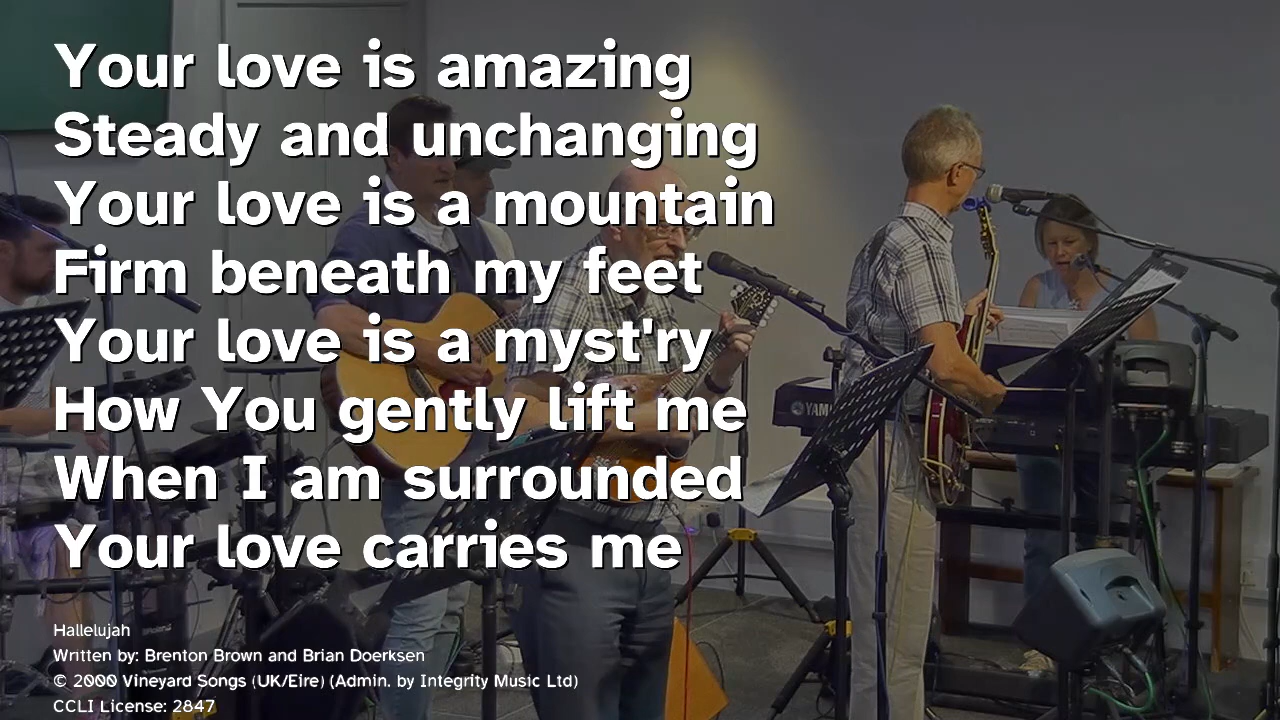 Your love is amazing
Steady and unchanging
Your love is a mountain
Firm beneath my feet
Your love is a myst'ry
How You gently lift me
When I am surrounded
Your love carries me
YAM
Hallelujah
Roland
Written by: Brenton Brown and Brian Doerksen
© 2000 Vineyard Songs (UK/Eire) (Admin. by Integrity Music Ltd)
CCLI License: 2847